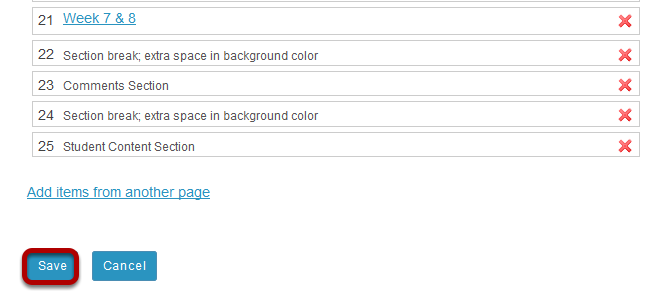 21 Week 7 & 8
22 Section break; extra space in background color
23 Comments Section
24 Section break; extra space in background color
25 Student Content Section
Add items from another page
Save Cancel